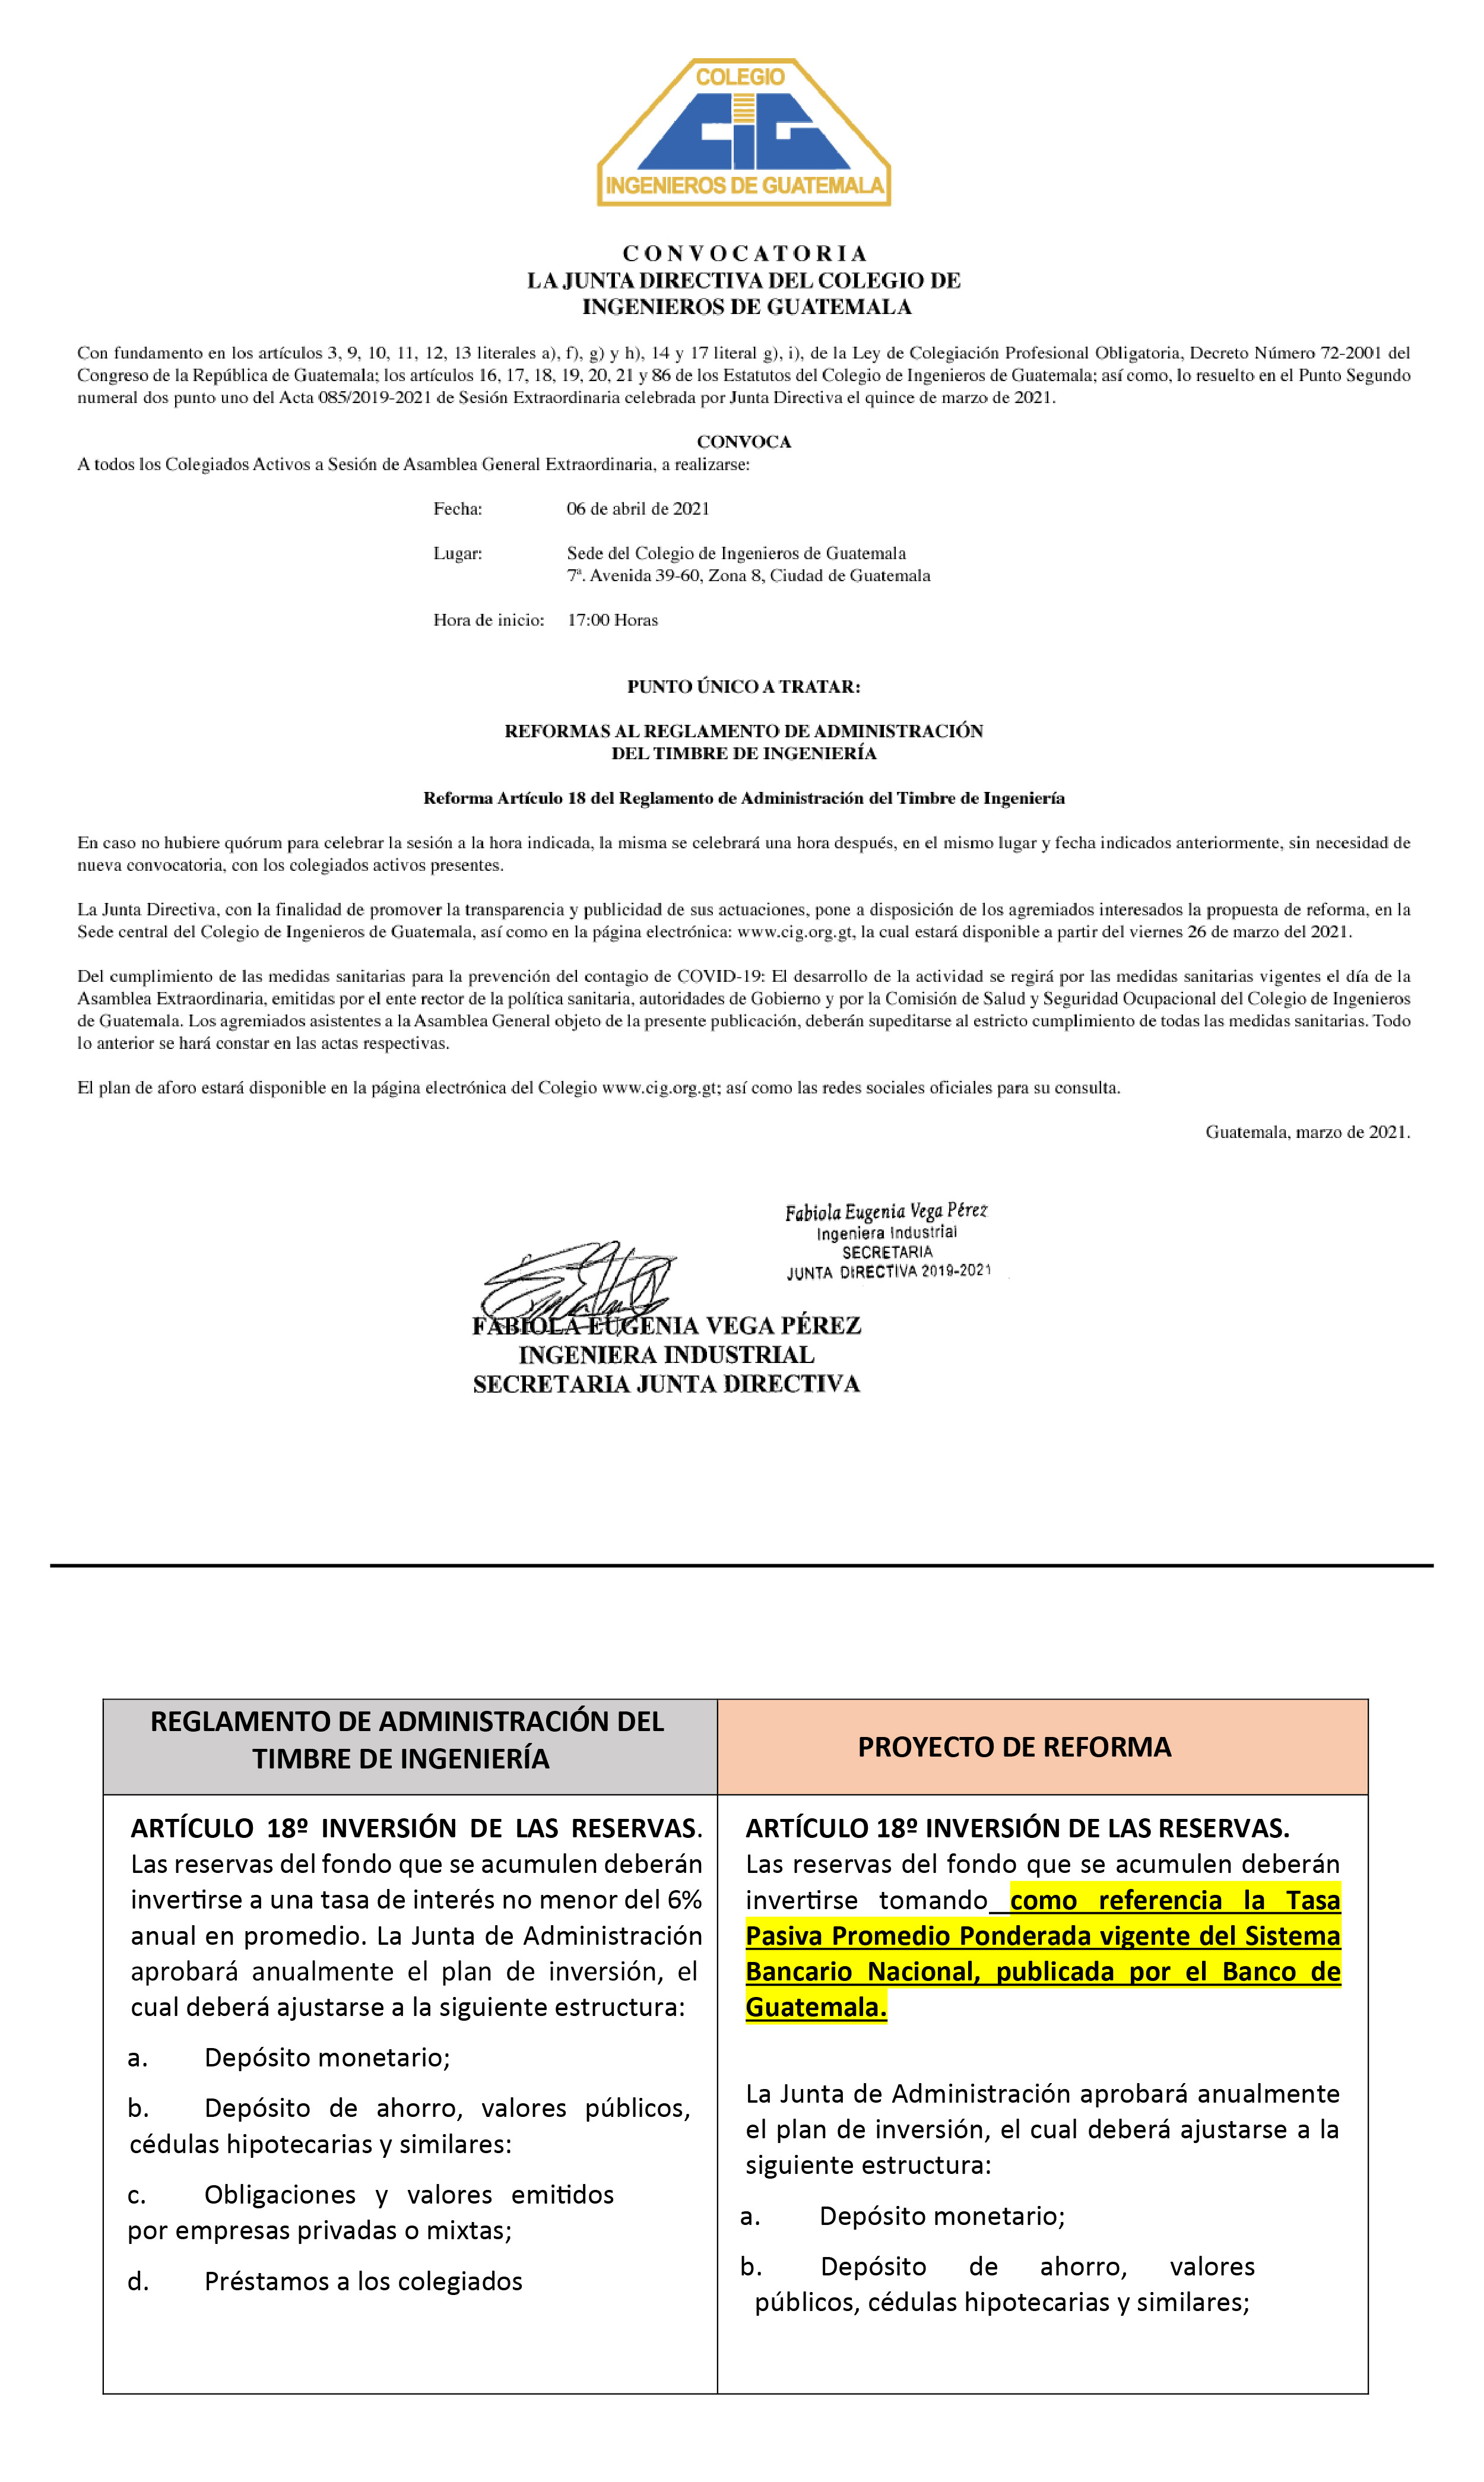 COLEGIO
CIG
INGENIEROS DE GUATEMALA
CONVOCATORIA
LA JUNTA DIRECTIVA DEL COLEGIO DE
INGENIEROS DE GUATEMALA
Con fundamento en los artículos 3, 9, 10, 11, 12, 13 literales a), f), g) y h), 14 y 17 literal g), i), de la Ley de Colegiación Profesional Obligatoria, Decreto Número 72-2001 del
Congreso de la República de Guatemala; los artículos 16, 17, 18, 19, 20, 21 y 86 de los Estatutos del Colegio de Ingenieros de Guatemala; así como, lo resuelto en el Punto Segundo
numeral dos punto uno del Acta 085/2019-2021 de Sesión Extraordinaria celebrada por Junta Directiva el quince de marzo de 2021.
CONVOCA
A todos los Colegiados Activos a Sesión de Asamblea General Extraordinaria, a realizarse:
Fecha: 06 de abril de 2021
Lugar: Sede del Colegio de Ingenieros de Guatemala
7ª. Avenida 39-60, Zona 8, Ciudad de Guatemala
Hora de inicio: 17:00 Horas
PUNTO ÚNICO A TRATAR:
REFORMAS AL REGLAMENTO DE ADMINISTRACIÓN
DEL TIMBRE DE INGENIERÍA
Reforma Artículo 18 del Reglamento de Administración del Timbre de Ingeniería
En caso no hubiere quórum para celebrar la sesión a la hora indicada, la misma se celebrará una hora después, en el mismo lugar y fecha indicados anteriormente, sin necesidad de
nueva convocatoria, con los colegiados activos presentes.
La Junta Directiva, con la finalidad de promover la transparencia y publicidad de sus actuaciones, pone a disposición de los agremiados interesados la propuesta de reforma, en la
Sede central del Colegio de Ingenieros de Guatemala, así como en la página electrónica: www.cig.org.gt, la cual estará disponible a partir del viernes 26 de marzo del 2021.
Del cumplimiento de las medidas sanitarias para la prevención del contagio de COVID-19: El desarrollo de la actividad se regirá por las medidas sanitarias vigentes el día de la
Asamblea Extraordinaria, emitidas por el ente rector de la política sanitaria, autoridades de Gobierno y por la Comisión de Salud y Seguridad Ocupacional del Colegio de Ingenieros
de Guatemala. Los agremiados asistentes a la Asamblea General objeto de la presente publicación, deberán supeditarse al estricto cumplimiento de todas las medidas sanitarias. Todo
lo anterior se hará constar en las actas respectivas.
El plan de aforo estará disponible en la página electrónica del Colegio www.cig.org.gt; así como las redes sociales oficiales para su consulta.
Guatemala, marzo de 2021.
Fabiola Eugenia Vega Pérez
Ingeniera Industrial
SECRETARIA
JUNTA DIRECTIVA 2019-2021
FABIOLA EUGENIA VEGA PÉREZ
INGENIERA INDUSTRIAL
SECRETARIA JUNTA DIRECTIVA
REGLAMENTO DE ADMINISTRACIÓN DEL
TIMBRE DE INGENIERÍA
ARTÍCULO 18º INVERSIÓN DE LAS RESERVAS.
Las reservas del fondo que se acumulen deberán
invertirse a una tasa de interés no menor del 6%
anual en promedio. La Junta de Administración
aprobará anualmente el plan de inversión, el
cual deberá ajustarse a la siguiente estructura:
a. Depósito monetario;
b. Depósito de ahorro, valores públicos,
cédulas hipotecarias y similares:
c. Obligaciones y valores emitidos
por empresas privadas o mixtas;
d. Préstamos a los colegiados
PROYECTO DE REFORMA
ARTÍCULO 18º INVERSIÓN DE LAS RESERVAS.
Las reservas del fondo que se acumulen deberán
invertirse tomando como referencia la Tasa
Pasiva Promedio Ponderada vigente del Sistema
Bancario Nacional, publicada por el Banco de
Guatemala.
La Junta de Administración aprobará anualmente
el plan de inversión, el cual deberá ajustarse a la
siguiente estructura:
a. Depósito monetario;
b. Depósito de ahorro, valores
públicos, cédulas hipotecarias y similares;